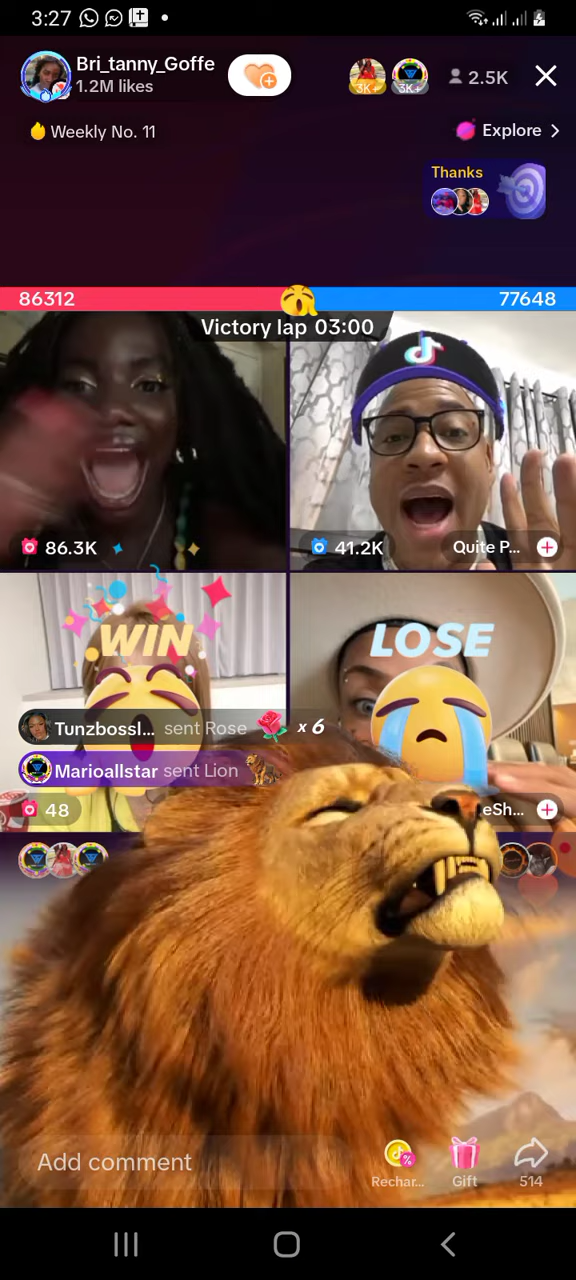 3:27
Bri_tanny_Goffe
1.2M likes
3K+
3K+
2.5K
Weekly No. 11
Explore
Thanks
86312
77648
Victory lap 03:00
86.3K
41.2K
Quite P...
WIN
LOSE
Tunzbossl... sent Rose x 6
Marioallstar sent Lion
48
eSh...
Add comment
Rechar...
Gift
514